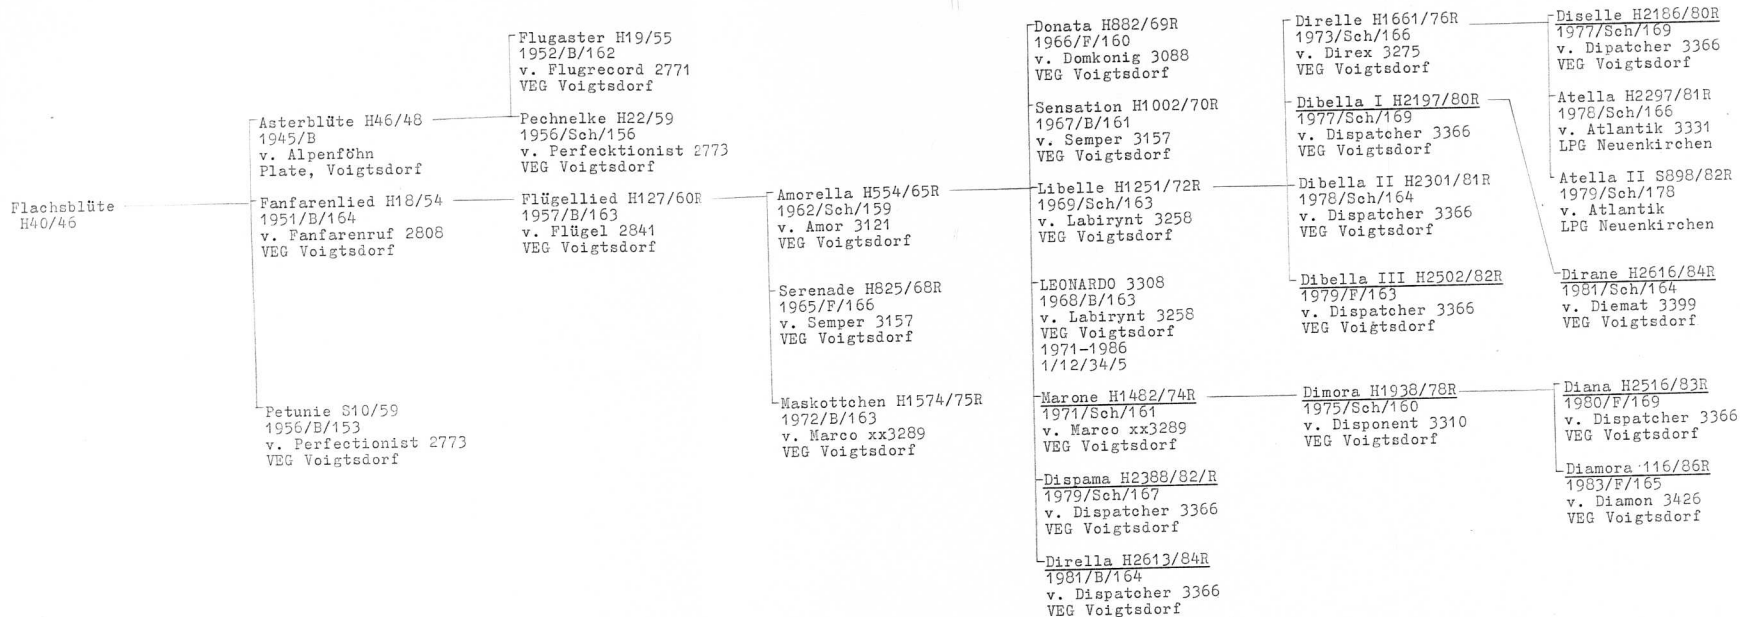 Flachsblüte
H40/46
Asterblüte H46/48
1945/B
v. Alpenföhn
Plate, Voigtsdorf
Fanfarenlied H18/54
1951/B/164
v. Fanfarenruf 2808
VEG Voigtsdorf
Petunie S10/59
1956/B/153
v. Perfectionist 2773
VEG Voigtsdorf
Flugaster H19/55
1952/B/162
v. Flugrecord 2771
VEG Voigtsdorf
Pechnelke H22/59
1956/Sch/156
v. Perfecktionist 2773
VEG Voigtsdorf
Flügellied H127/60R
1957/B/163
v. Flügel 2841
VEG Voigtsdorf
Amorella H554/65R
1962/Sch/159
v. Amor 3121
VEG Voigtsdorf
Serenade H825/68R
1965/F/166
v. Semper 3157
VEG Voigtsdorf
Maskottchen H1574/75R
1972/B/163
v. Marco xx3289
VEG Voigtsdorf
Donata H882/69R
1966/F/160
v. Domkonig 3088
VEG Voigtsdorf
Sensation H1002/70R
1967/B/161
v. Semper 3157
VEG Voigtsdorf
Libelle H1251/72R
1969/Sch/163
v. Labirynt 3258
VEG Voigtsdorf
LEONARDO 3308
1968/B/163
v. Labirynt 3258
VEG Voigtsdorf
1971-1986
1/12/34/5
Marone H1482/74R
1971/Sch/161
v. Marco xx3289
VEG Voigtsdorf
Dispama H2388/82/R
1979/Sch/167
v. Dispatcher 3366
VEG Voigtsdorf
Dirella H2613/84R
1981/B/164
v. Dispatcher 3366
VEG Voigtsdorf
Direlle H1661/76R
1973/Sch/166
v. Direx 3275
VEG Voigtsdorf
Dibella I H2197/80R
1977/Sch/169
v. Dispatcher 3366
VEG Voigtsdorf
Dibella II H2301/81R
1978/Sch/164
v. Dispatcher 3366
VEG Voigtsdorf
Dibella III H2502/82R
1979/F/163
v. Dispatcher 3366
VEG Voigtsdorf
Dimora H1938/78R
1975/Sch/160
v. Disponent 3310
VEG Voigtsdorf
Diselle H2186/80R
1977/Sch/169
v. Dipatcher 3366
VEG Voigtsdorf
Atella H2297/81R
1978/Sch/166
v. Atlantik 3331
LPG Neuenkirchen
Atella II S898/82R
1979/Sch/178
v. Atlantik
LPG Neuenkirchen
Dirane H2616/84R
1981/Sch/164
v. Diemat 3399
VEG Voigtsdorf
Diana H2516/83R
1980/F/169
v. Dispatcher 3366
VEG Voigtsdorf
Diamora 116/86R
1983/F/165
v. Diamon 3426
VEG Voigtsdorf